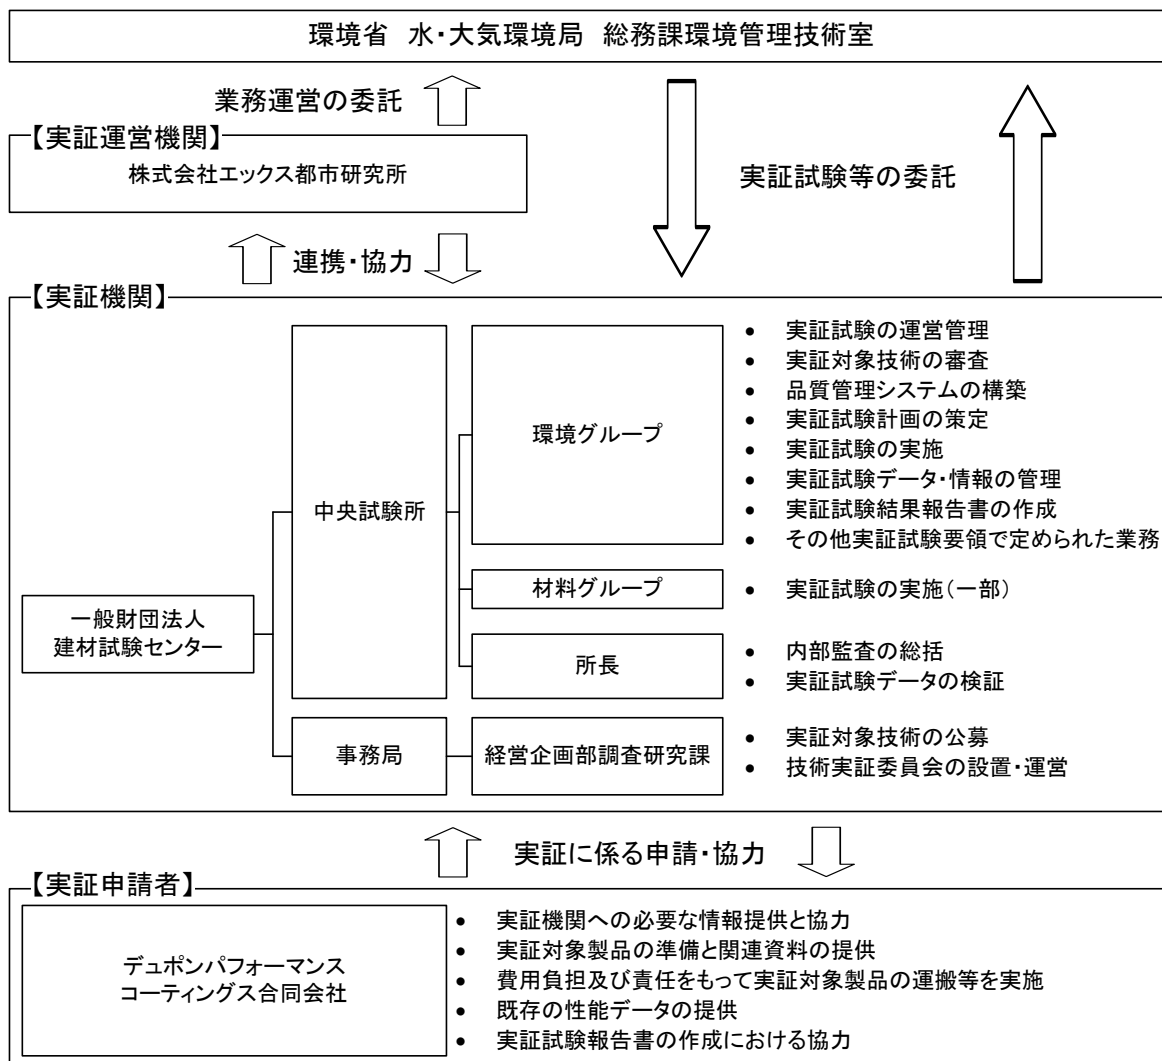 環境省 水・大気環境局 総務課環境管理技術室
業務運営の委託
【実証運営機関】
株式会社エックス都市研究所
実証試験等の委託
連携・協力
【実証機関】
一般財団法人
建材試験センター
中央試験所
環境グループ
• 実証試験の運営管理
• 実証対象技術の審査
• 品質管理システムの構築
• 実証試験計画の策定
• 実証試験の実施
• 実証試験データ・情報の管理
• 実証試験結果報告書の作成
• その他実証試験要領で定められた業務
材料グループ
• 実証試験の実施(一部)
所長
• 内部監査の総括
• 実証試験データの検証
事務局
経営企画部調査研究課
• 実証対象技術の公募
• 技術実証委員会の設置・運営
実証に係る申請・協力
【実証申請者】
デュポンパフォーマンス
コーティングス合同会社
• 実証機関への必要な情報提供と協力
• 実証対象製品の準備と関連資料の提供
• 費用負担及び責任をもって実証対象製品の運搬等を実施
• 既存の性能データの提供
• 実証試験報告書の作成における協力